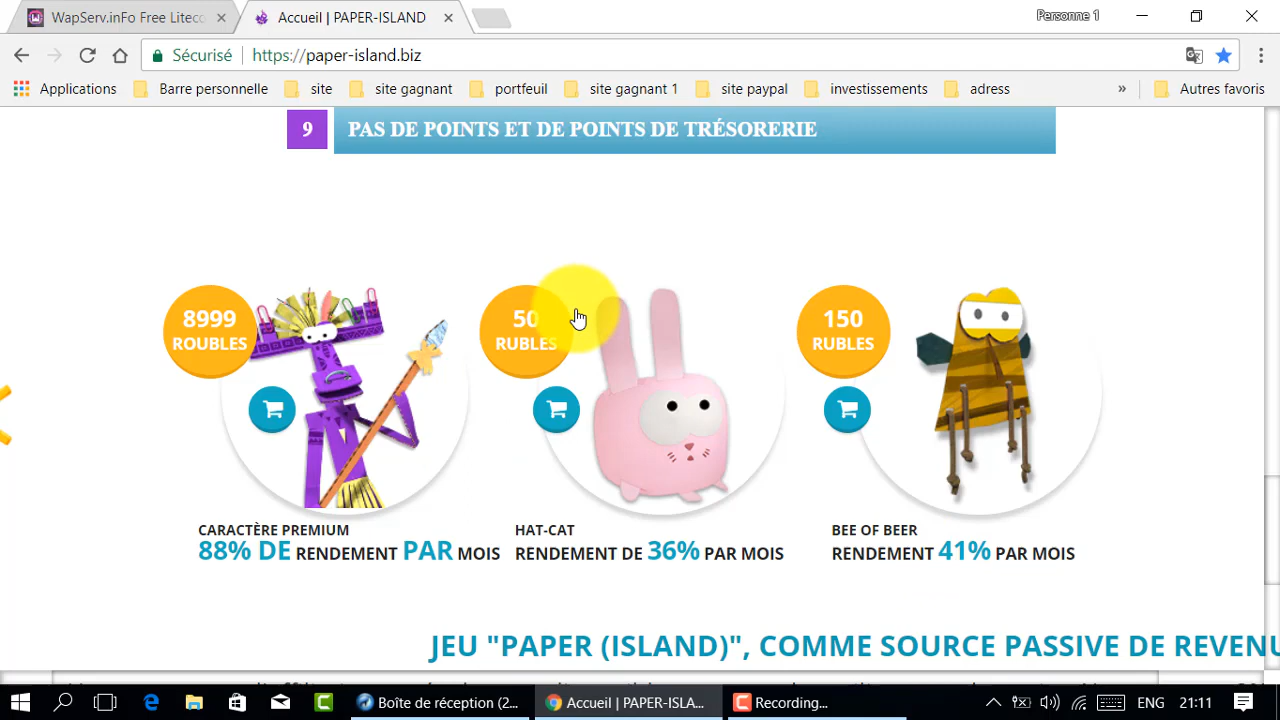 WapServ.inFo Free Liteco
Accueil | PAPER-ISLAND
Personne 1
Sécurisé
https://paper-island.biz
Applications
Barre personnelle
site
site gagnant
portfeuil
site gagnant 1
site paypal
investissements
adress
»
Autres favoris
9
PAS DE POINTS ET DE POINTS DE TRÉSORERIE
8999
ROUBLES
50
RUBLES
150
RUBLES
CARACTÈRE PREMIUM
88% DE RENDEMENT PAR MOIS
HAT-CAT
RENDEMENT DE 36% PAR MOIS
BEE OF BEER
RENDEMENT 41% PAR MOIS
JEU "PAPER (ISLAND)", COMME SOURCE PASSIVE DE REVENU
Boîte de réception (2...
Accueil | PAPER-ISLA...
Recording...
ENG
21:11